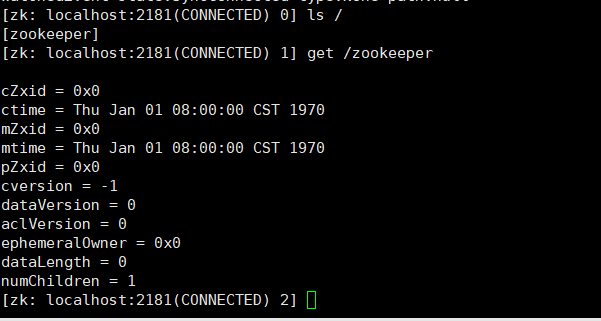 [zk: localhost:2181(CONNECTED) 0] ls /
[zookeeper]
[zk: localhost:2181(CONNECTED) 1] get /zookeeper

cZxid = 0x0
ctime = Thu Jan 01 08:00:00 CST 1970
mZxid = 0x0
mtime = Thu Jan 01 08:00:00 CST 1970
pZxid = 0x0
cversion = -1
dataVersion = 0
aclVersion = 0
ephemeralOwner = 0x0
dataLength = 0
numChildren = 1
[zk: localhost:2181(CONNECTED) 2]